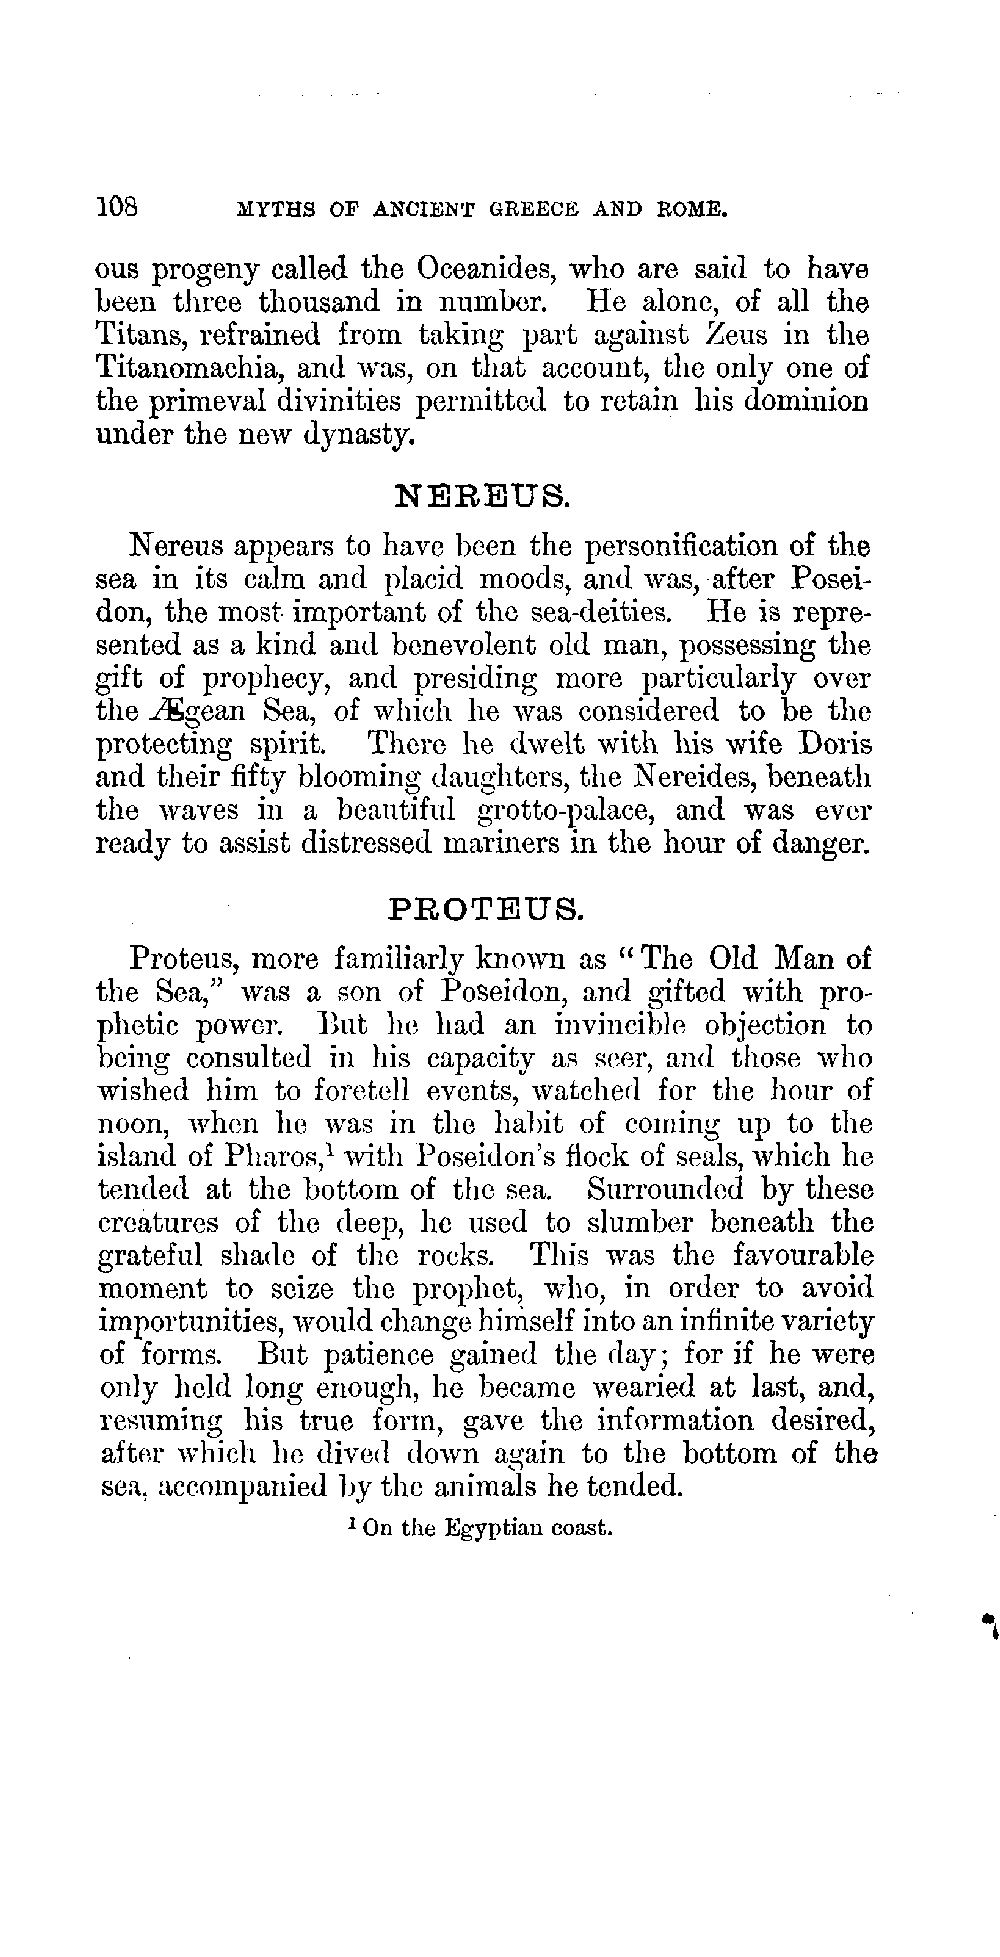 108 MYTHS OF ANCIENT GREECE AND ROME.
ous progeny called the Oceanides, who are said to have
been three thousand in number. He alone, of all the
Titans, refrained from taking part against Zeus in the
Titanomachia, and was, on that account, the only one of
the primeval divinities permitted to retain his dominion
under the new dynasty.
NEREUS.
Nereus appears to have been the personification of the
sea in its calm and placid moods, and was, after Posei-
don, the most important of the sea-deities. He is repre-
sented as a kind and benevolent old man, possessing the
gift of prophecy, and presiding more particularly over
the Ægean Sea, of which he was considered to be the
protecting spirit. There he dwelt with his wife Doris
and their fifty blooming daughters, the Nereides, beneath
the waves in a beautiful grotto-palace, and was ever
ready to assist distressed mariners in the hour of danger.
PROTEUS.
Proteus, more familiarly known as “The Old Man of
the Sea,” was a son of Poseidon, and gifted with pro-
phetic power. But he had an invincible objection to
being consulted in his capacity as seer, and those who
wished him to foretell events, watched for the hour of
noon, when he was in the habit of coming up to the
island of Pharos,¹ with Poseidon's flock of seals, which he
tended at the bottom of the sea. Surrounded by these
creatures of the deep, he used to slumber beneath the
grateful shade of the rocks. This was the favourable
moment to seize the prophet, who, in order to avoid
importunities, would change himself into an infinite variety
of forms. But patience gained the day; for if he were
only held long enough, he became wearied at last, and,
resuming his true form, gave the information desired,
after which he dived down again to the bottom of the
sea, accompanied by the animals he tended.
¹ On the Egyptian coast.